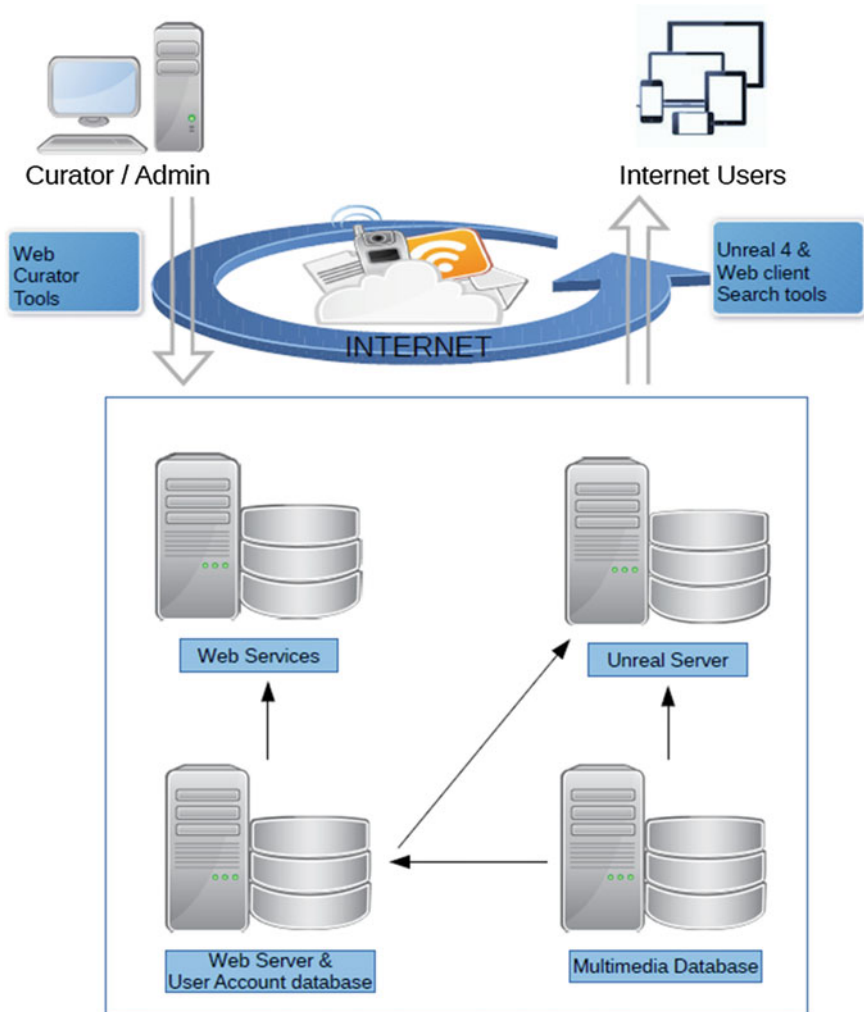 Curator / Admin
Internet Users
Web
Curator
Tools
Unreal 4 &
Web client
Search tools
INTERNET
Web Services
Unreal Server
Web Server &
User Account database
Multimedia Database